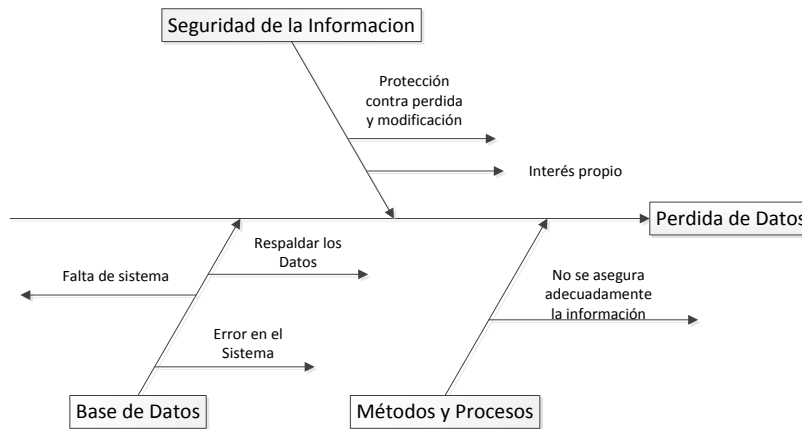 Seguridad de la Informacion
Protección
contra perdida
y modificación
Interés propio
Perdida de Datos
Respaldar los
Datos
Falta de sistema
No se asegura
adecuadamente
la información
Error en el
Sistema
Base de Datos
Métodos y Procesos